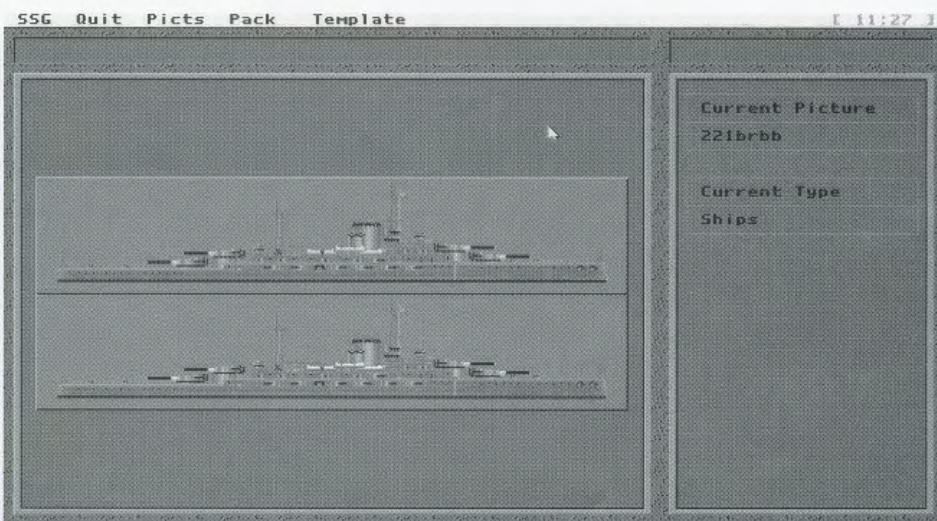 SSG Quit Picts Pack Template [ 11:27 ]
Current Picture
221brbb
Current Type
Ships